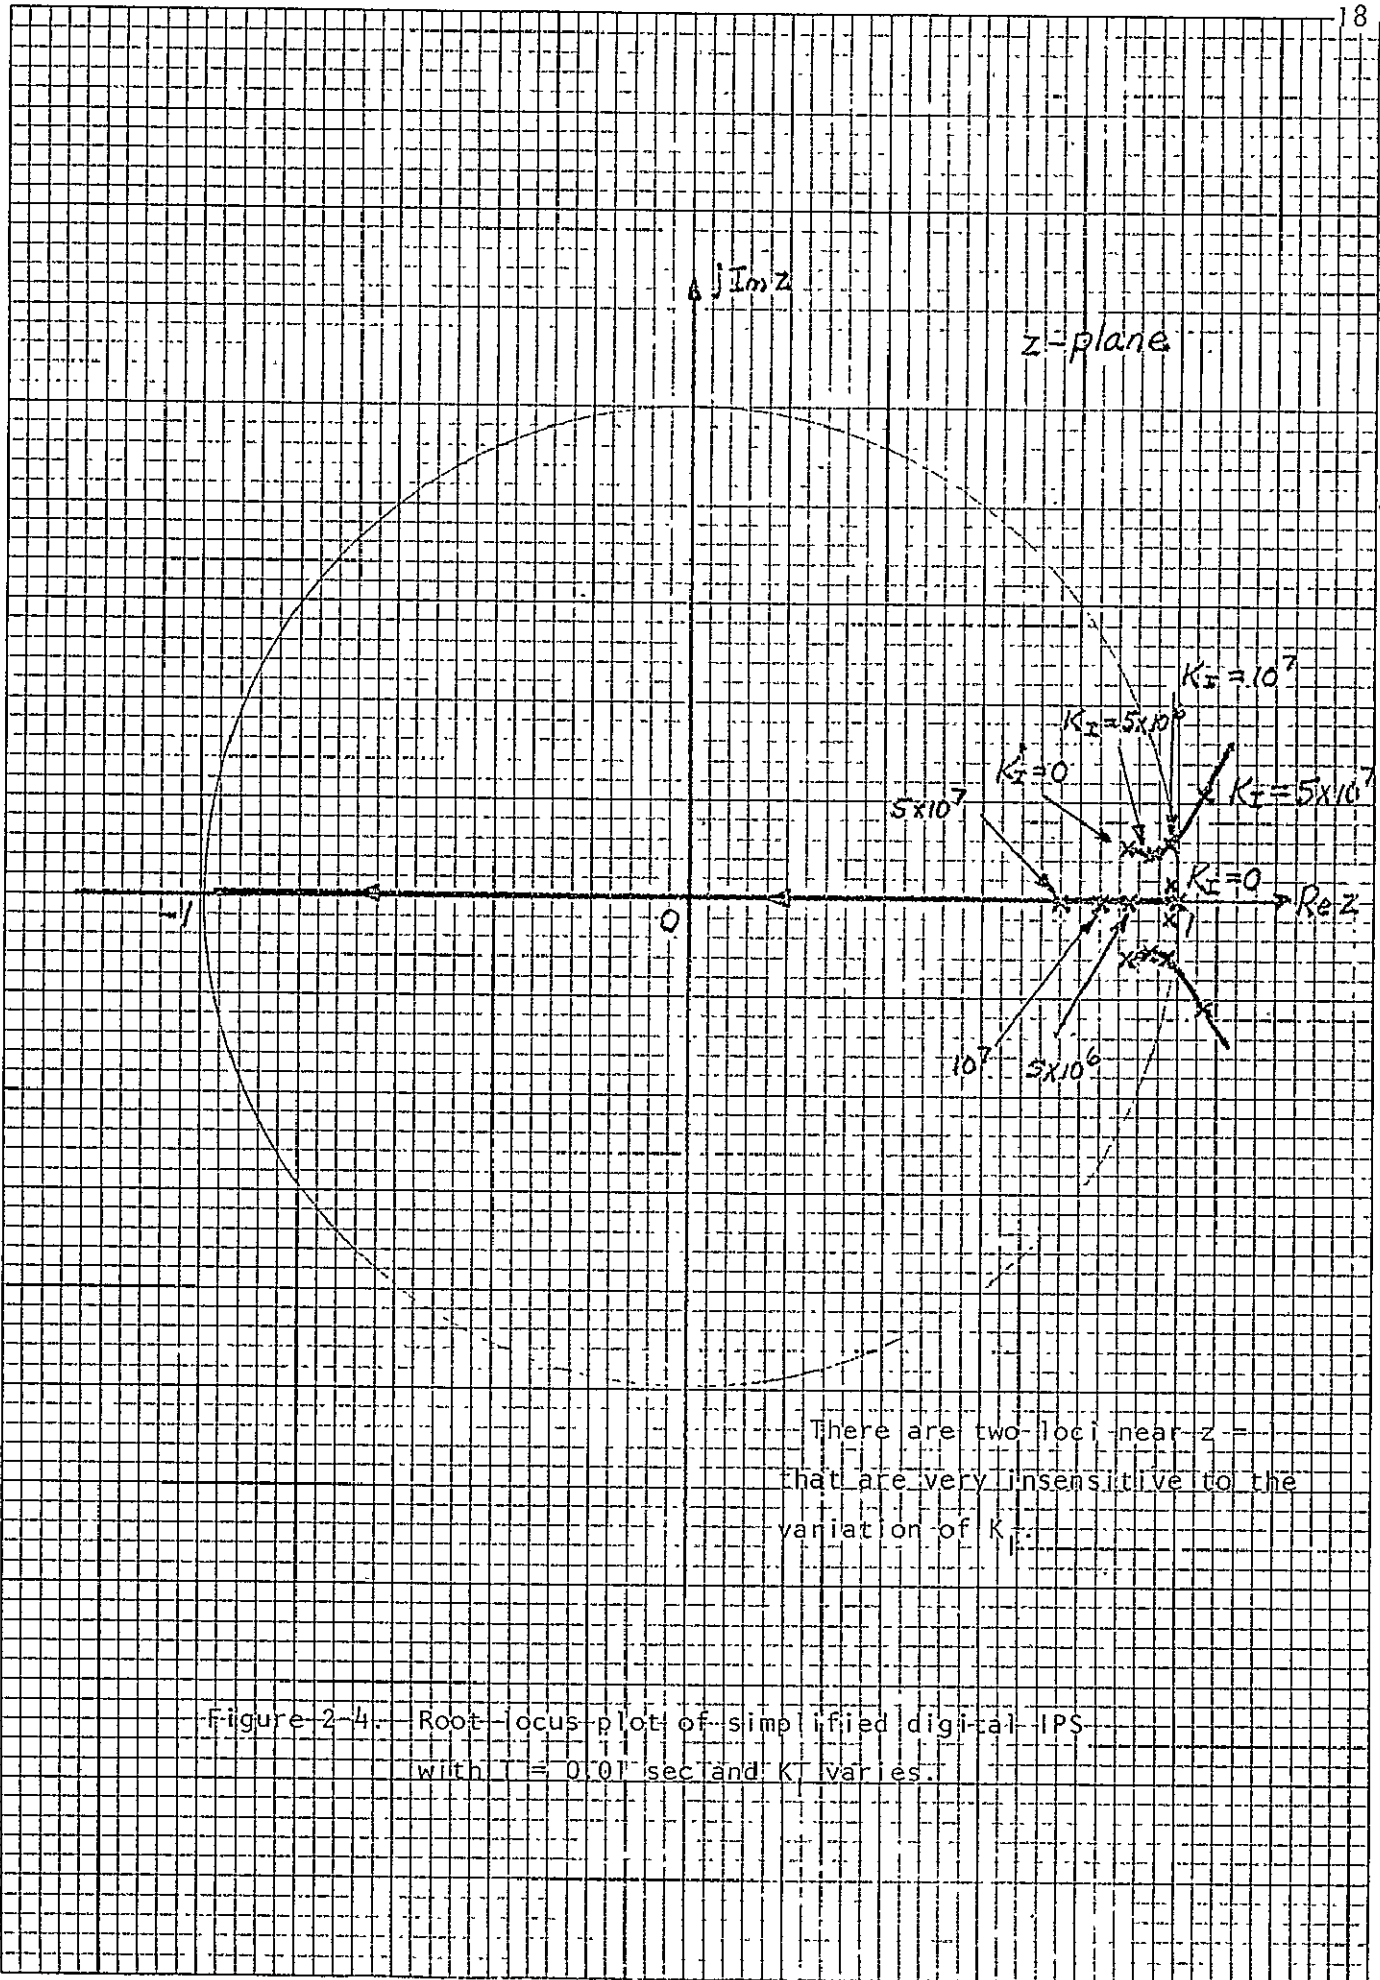 18
jImz
z-plane
K_I = 10^7
K_I = 5x10^6
K_I = 0
5x10^7
K_I = 5x10^7
K_I = 0
Re z
-1
0
1
10^7
5x10^6
There are two loci near z =
that are very insensitive to the
variation of K_I.
Figure 2-4. Root locus plot of simplified digital IPS
with = 0.01 sec and K_I varies.